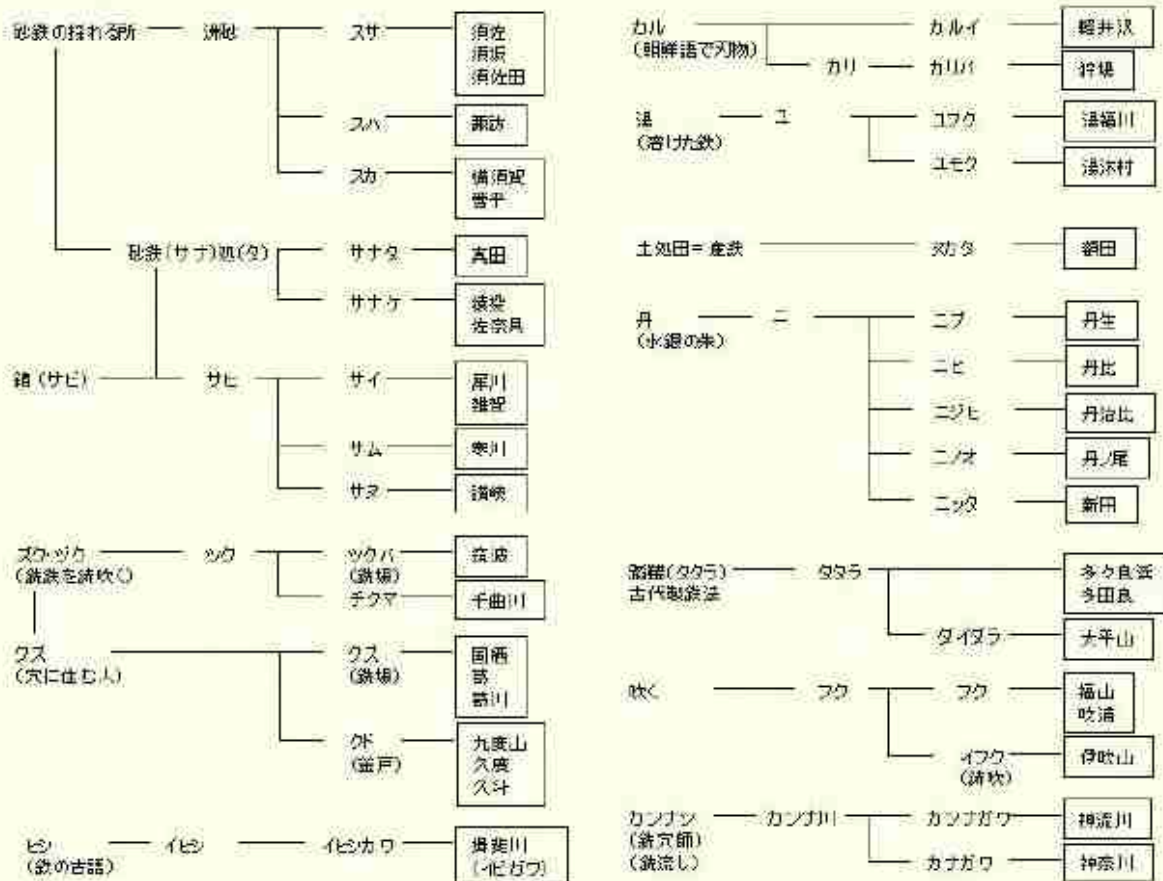 砂鉄の採れる所
洲砂
スサ
須佐
須坂
須佐田
スハ
諏訪
スカ
横須賀
菅平
砂鉄(サナ)処(タ)
サナタ
真田
サナケ
猿投
佐奈具
錆(サビ)
サヒ
サイ
犀川
雑賀
サム
寒川
サヌ
讃岐
ズク・ヅク
(銑鉄を鋳吹く)
ツク
ツクバ
(鉄場)
筑波
チクマ
千曲川
クズ
(穴に住む人)
クズ
(鉄場)
国栖
葛
葛川
クド
(釜戸)
九度山
久度
久斗
ヒシ
(鉄の古語)
イヒシ
イヒシカワ
揖斐川
(イビガワ)
カル
(朝鮮語で刃物)
カルイ
軽井沢
カリ
カリバ
狩場
湯
(溶けた鉄)
ユ
ユフク
湯福川
ユモク
湯沐村
土処田=産鉄
ヌカタ
額田
丹
(水銀の朱)
ニ
ニブ
丹生
ニヒ
丹比
ニジヒ
丹治比
ニノオ
丹ノ尾
ニッタ
新田
(タタラ)
古代製鉄法
タタラ
多々良浜
多田良
ダイダラ
太平山
吹く
フク
フク
福山
吹浦
イフク
(鋳吹)
伊吹山
カンナシ
(鉄穴師)
(鉄流し)
カンナ川
カンナガワ
神流川
カナガワ
神奈川